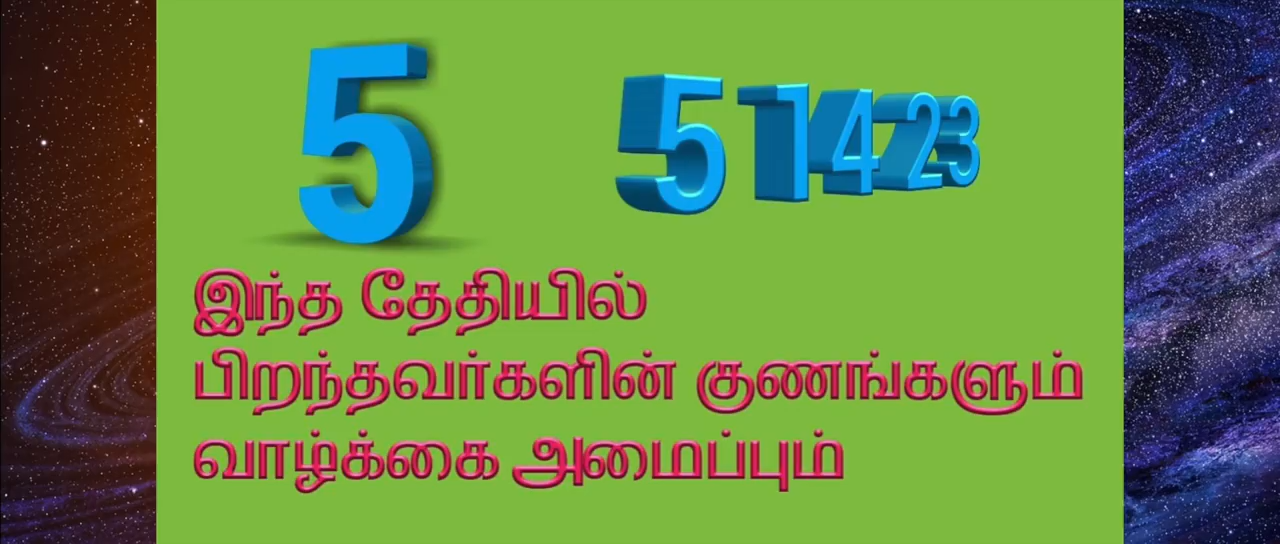 5 5 14 23
இந்த தேதியில்
பிறந்தவர்களின் குணங்களும்
வாழ்க்கை அமைப்பும்